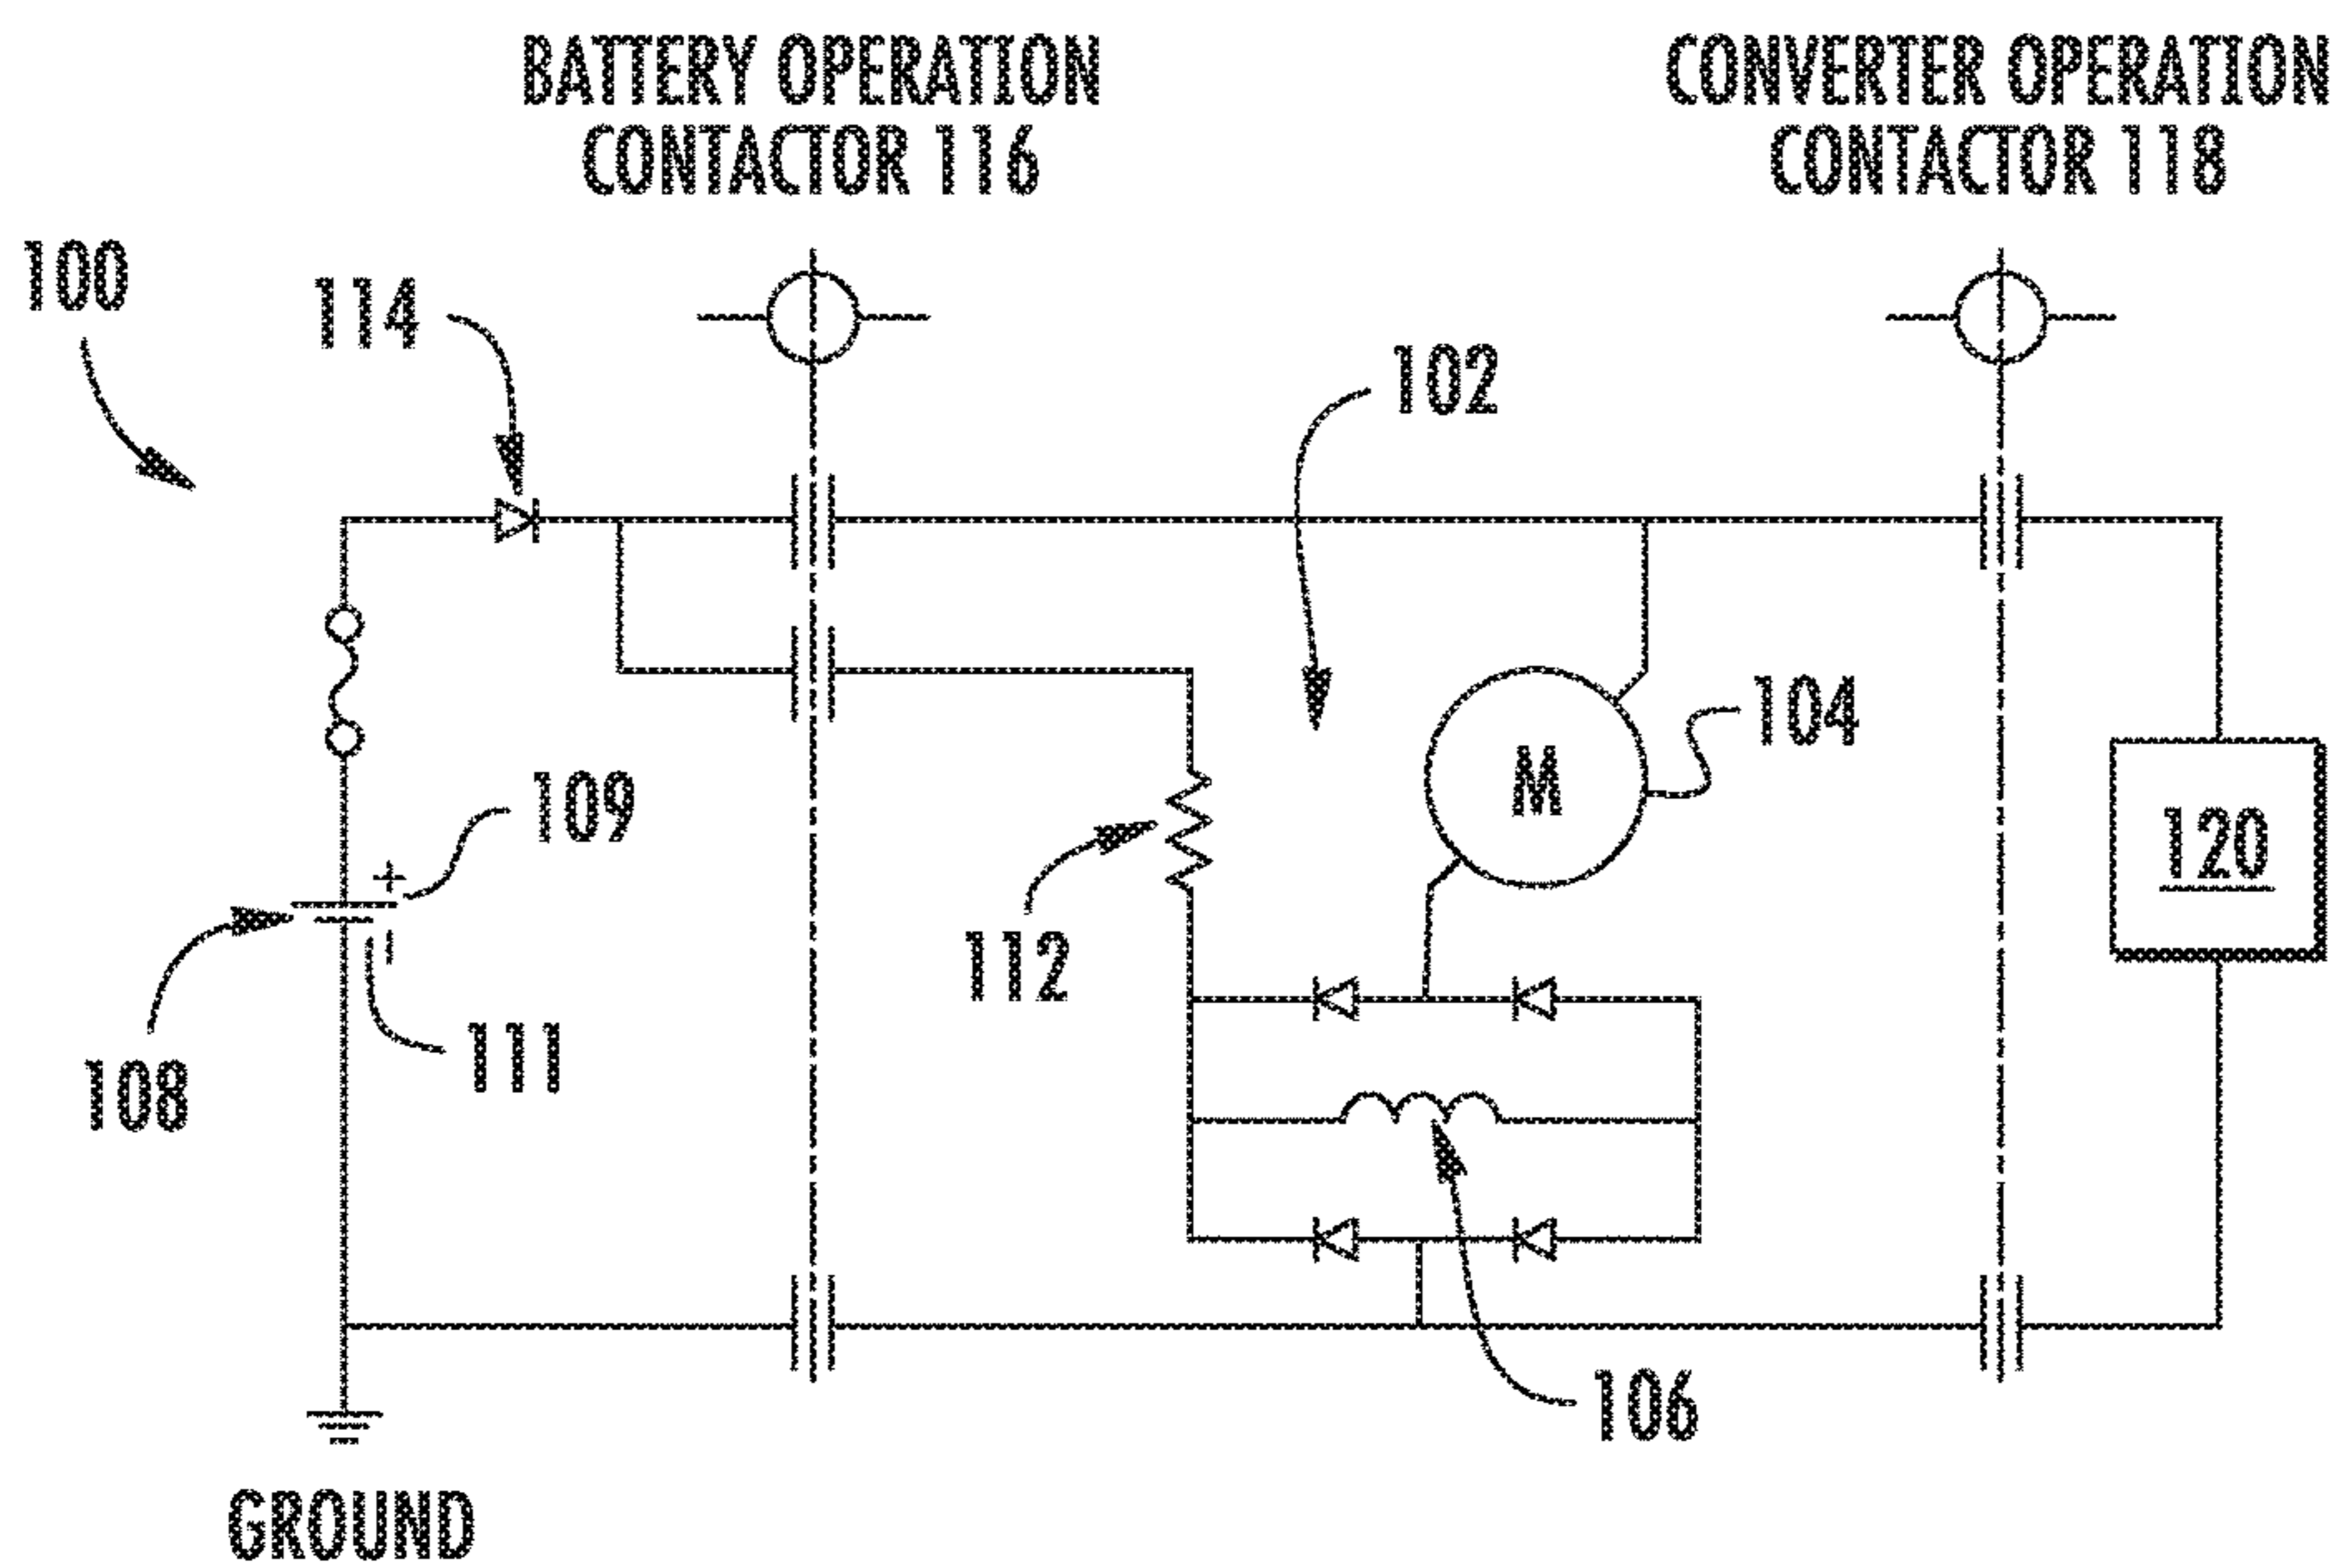 BATTERY OPERATION
CONTACTOR 116
CONVERTER OPERATION
CONTACTOR 118
100
114
102
104
109
120
112
108
111
106
M
+
–
GROUND